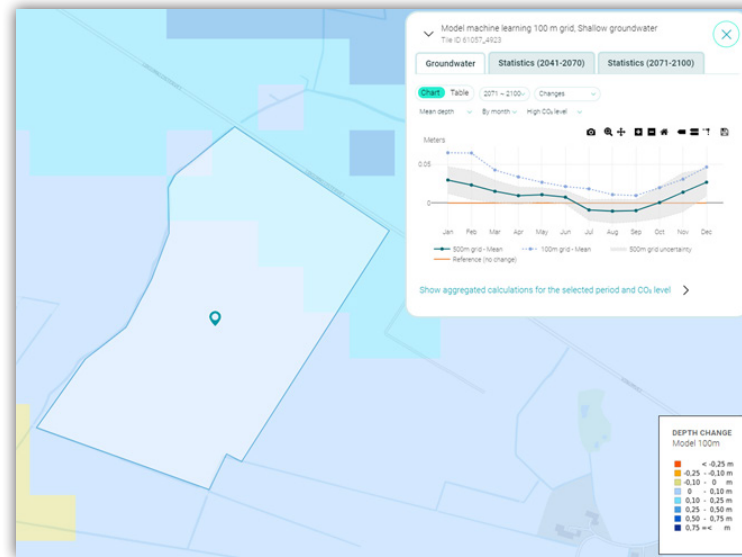 Model machine learning 100 m grid, Shallow groundwater
Tile ID 61057_4923
Groundwater
Statistics (2041-2070)
Statistics (2071-2100)
Chart Table 2071 – 2100 Changes
Mean depth By month High CO₂ level
Meters
0.05
0
Jan Feb Mar Apr May Jun Jul Aug Sep Oct Nov Dec
500m grid - Mean 100m grid - Mean 500m grid uncertainty
Reference (no change)
Show aggregated calculations for the selected period and CO₂ level
DEPTH CHANGE
Model 100m
< -0,25 m
-0,25 - -0,10 m
-0,10 - 0 m
0 - 0,10 m
0,10 - 0,25 m
0,25 - 0,50 m
0,50 - 0,75 m
0,75 =< m